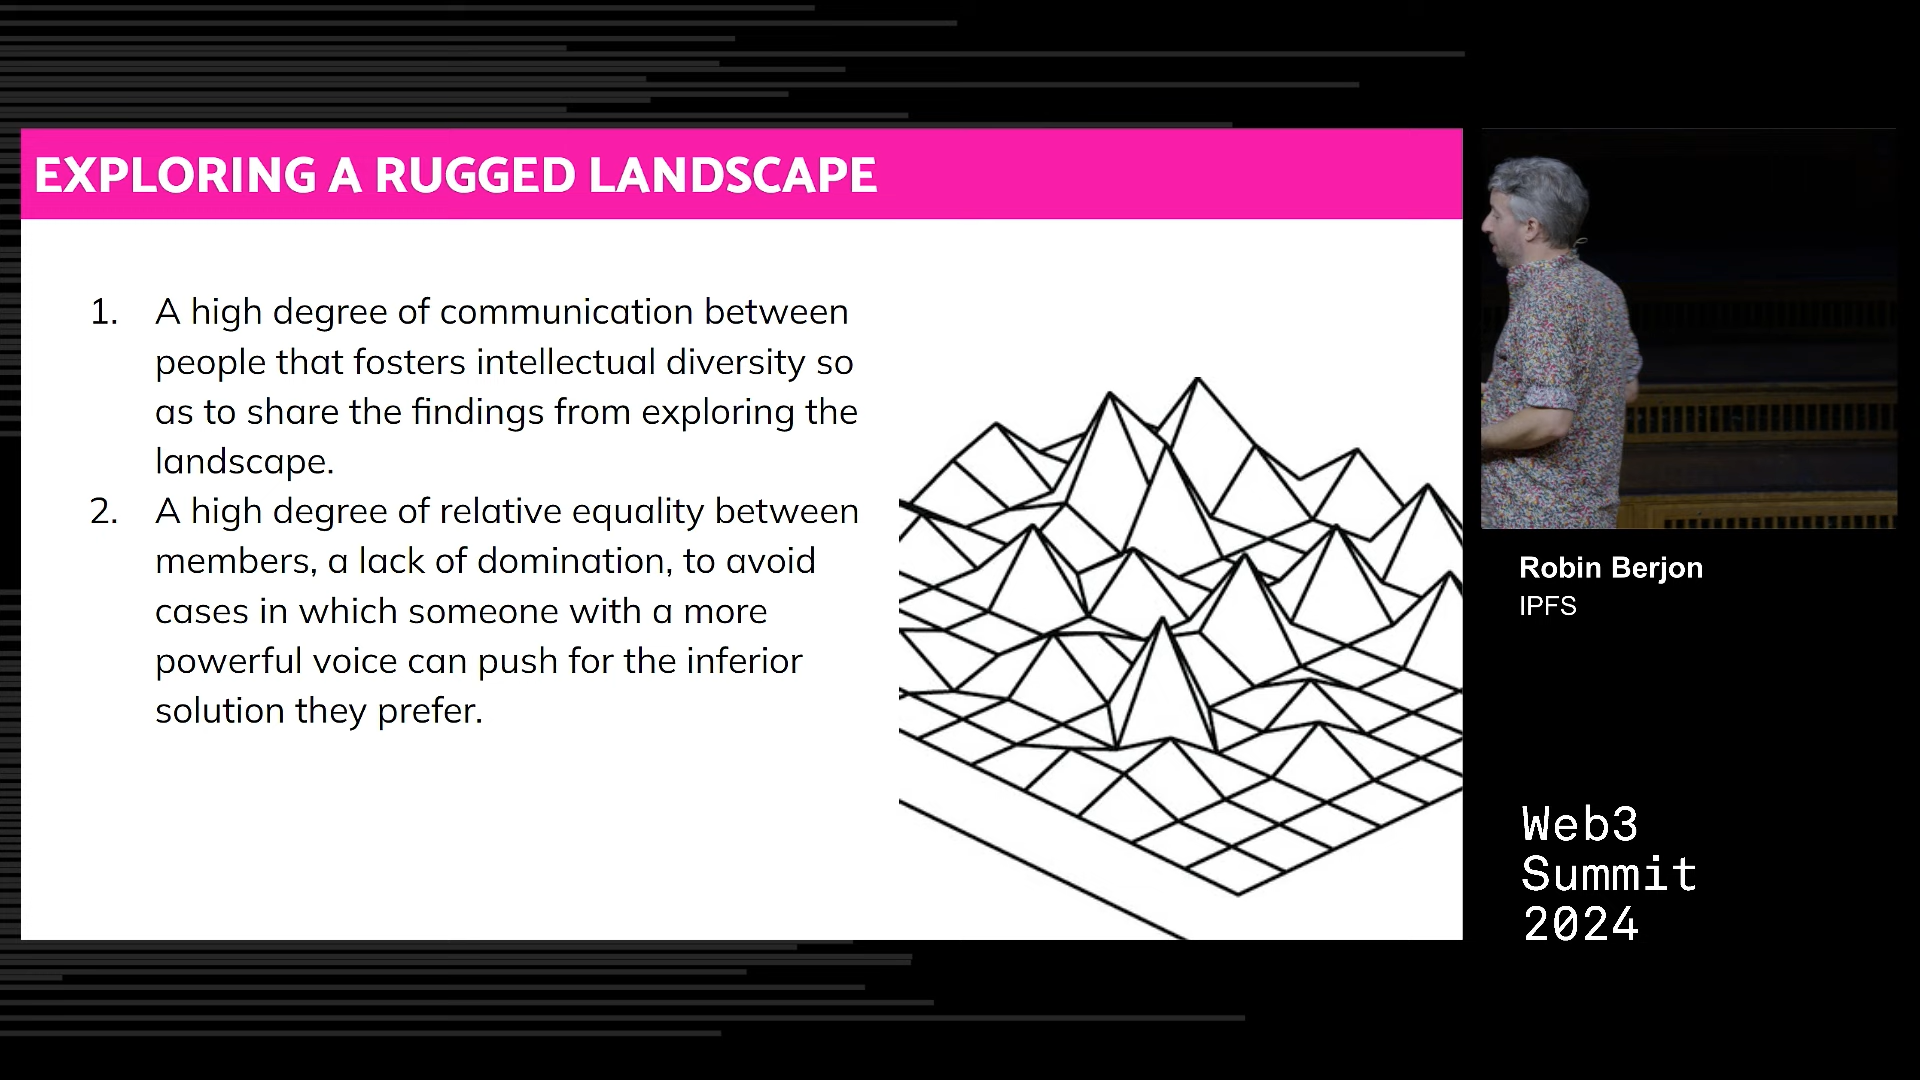 EXPLORING A RUGGED LANDSCAPE
1. A high degree of communication between
people that fosters intellectual diversity so
as to share the findings from exploring the
landscape.
2. A high degree of relative equality between
members, a lack of domination, to avoid
cases in which someone with a more
powerful voice can push for the inferior
solution they prefer.
Robin Berjon
IPFS
Web3
Summit
2024